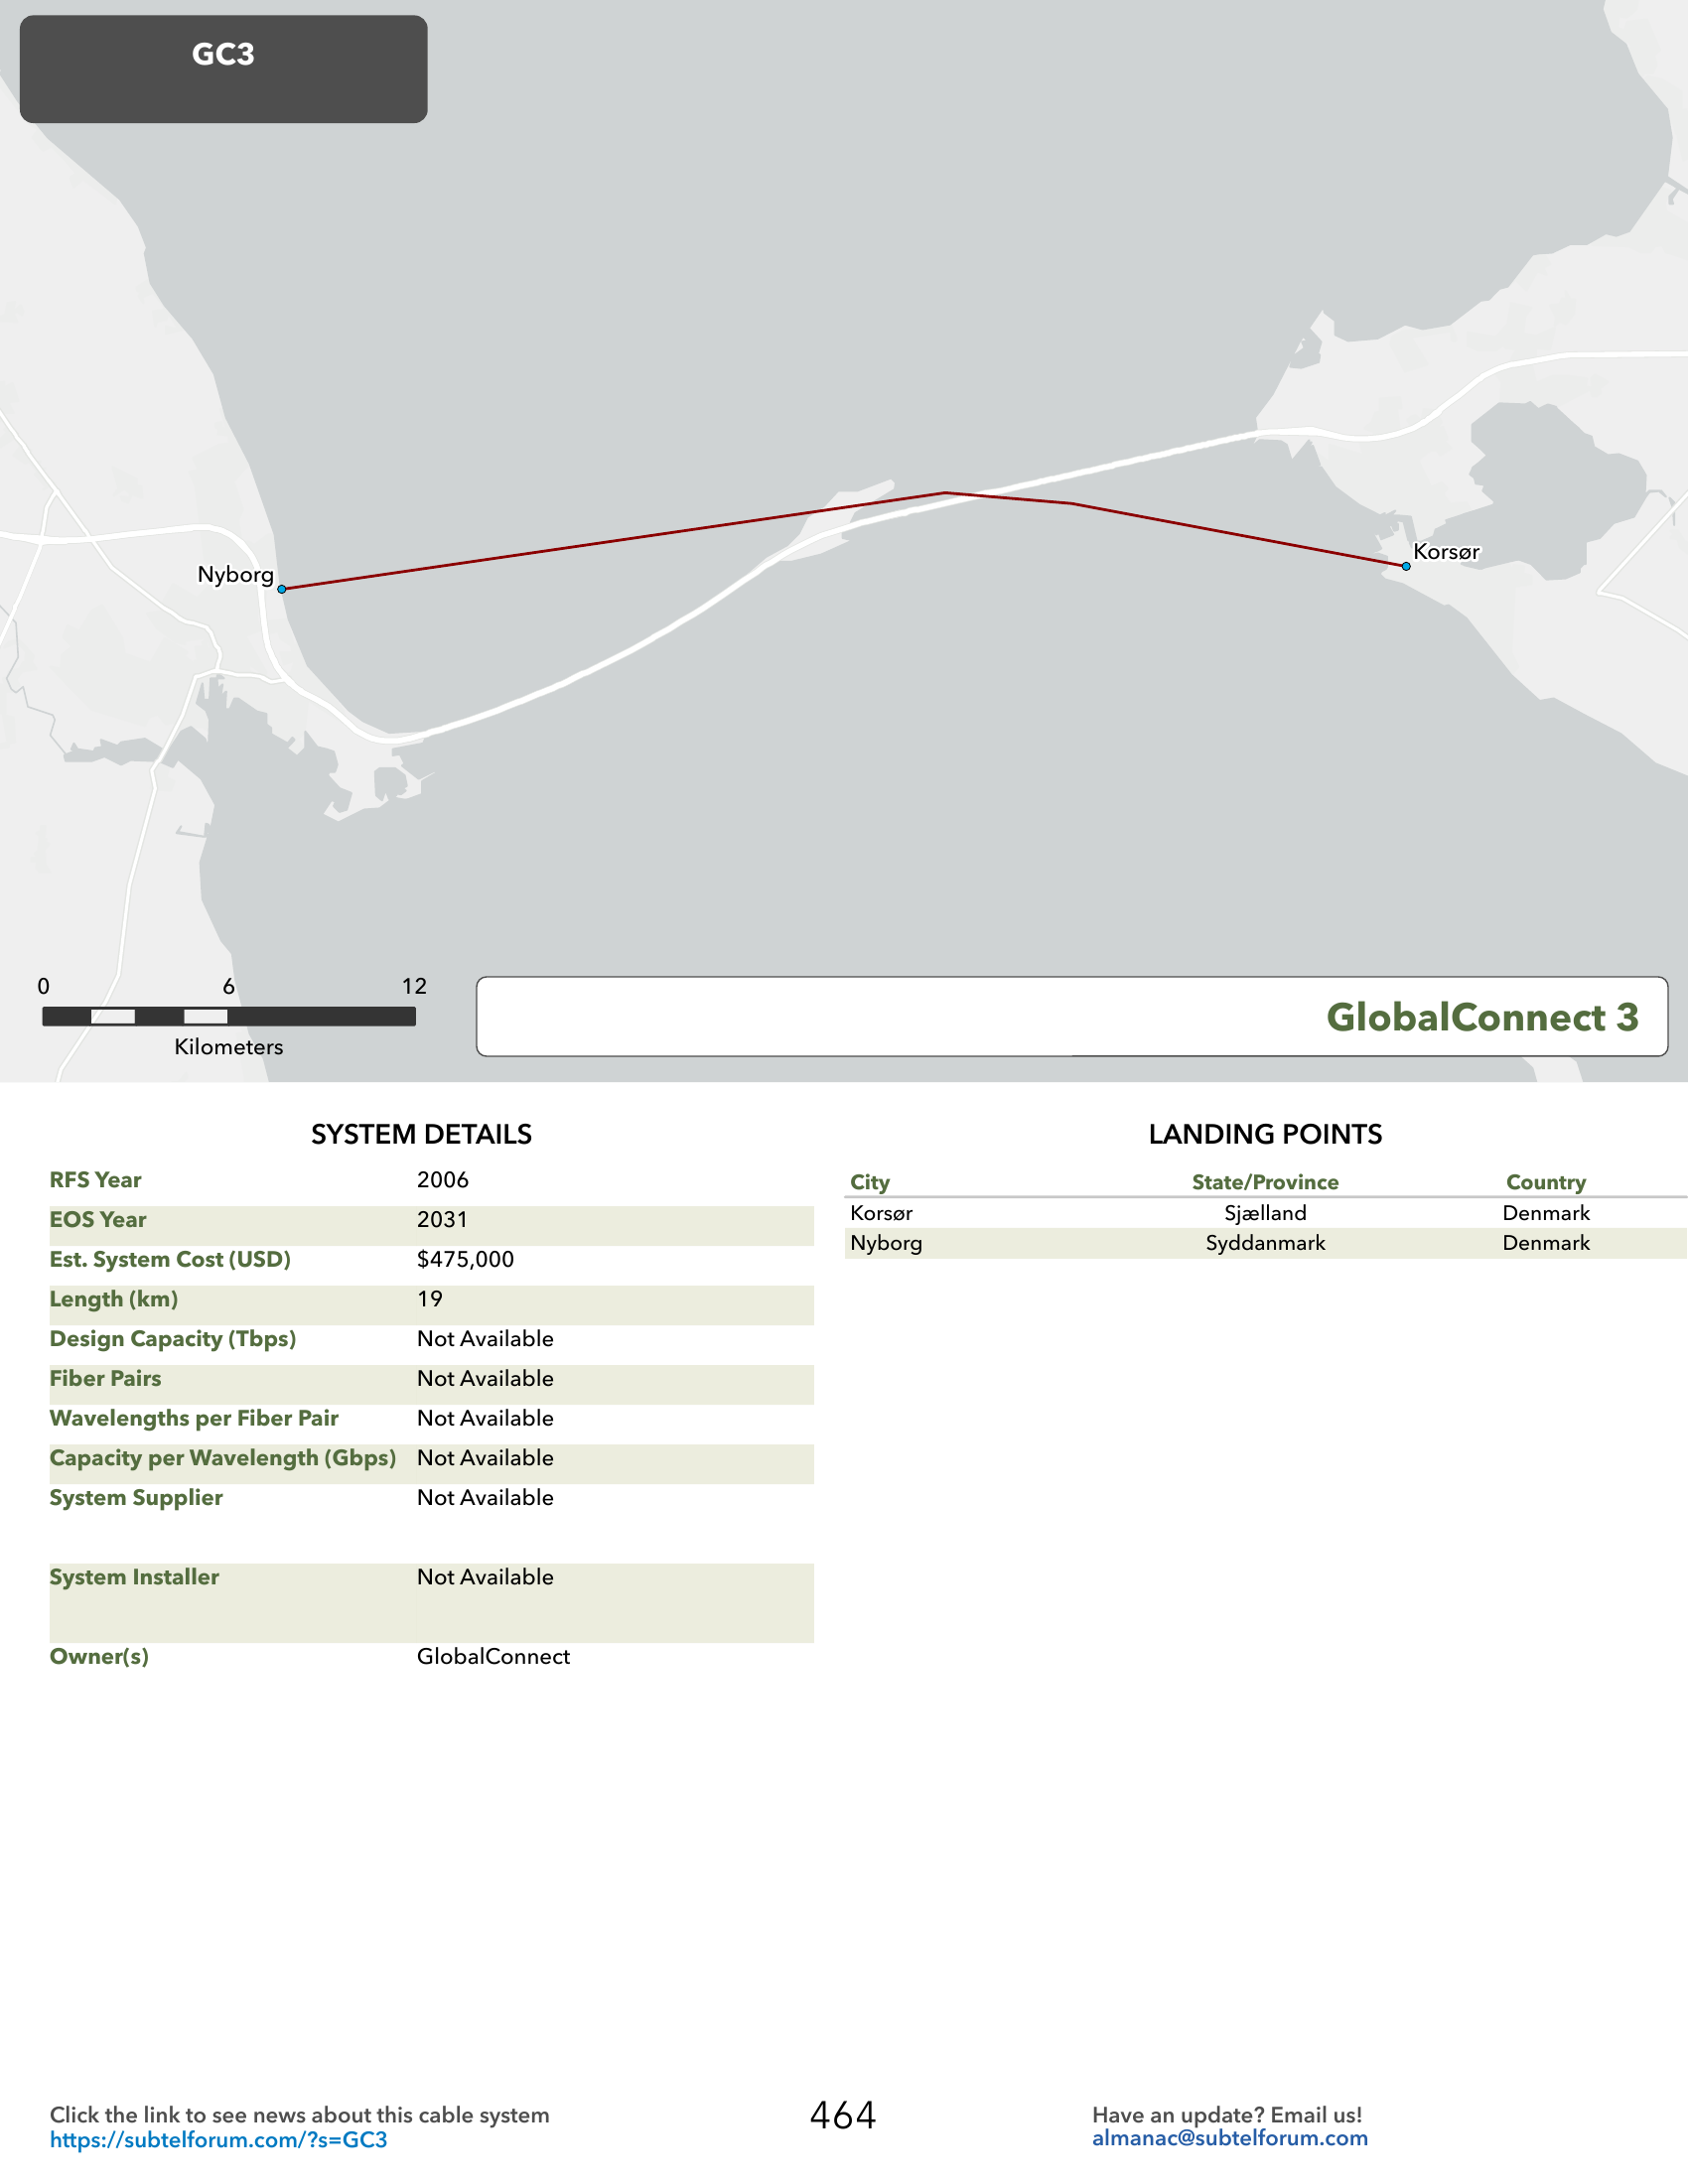 GC3
Nyborg
Korsør
0 6 12
Kilometers
GlobalConnect 3
SYSTEM DETAILS
RFS Year 2006
EOS Year 2031
Est. System Cost (USD) $475,000
Length (km) 19
Design Capacity (Tbps) Not Available
Fiber Pairs Not Available
Wavelengths per Fiber Pair Not Available
Capacity per Wavelength (Gbps) Not Available
System Supplier Not Available
System Installer Not Available
Owner(s) GlobalConnect
LANDING POINTS
City State/Province Country
Korsør Sjælland Denmark
Nyborg Syddanmark Denmark
Click the link to see news about this cable system
https://subtelforum.com/?s=GC3
464
Have an update? Email us!
almanac@subtelforum.com